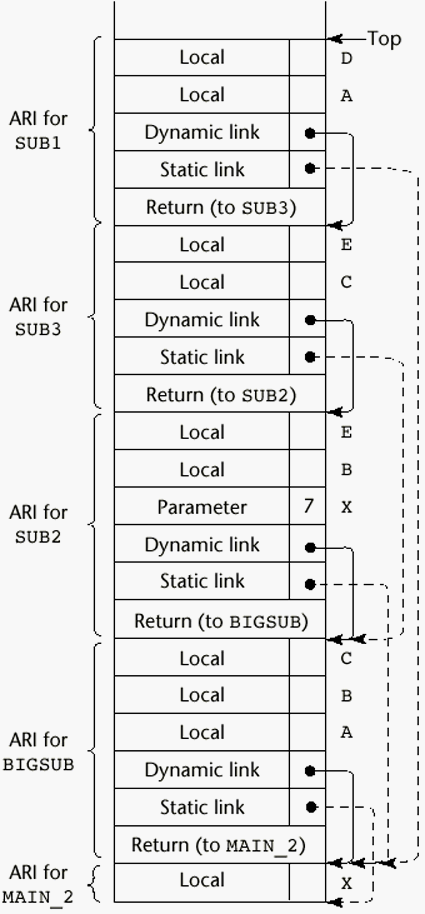 Top
Local D
Local A
ARI for
SUB1
Dynamic link
Static link
Return (to SUB3)
Local E
Local C
ARI for
SUB3
Dynamic link
Static link
Return (to SUB2)
Local E
Local B
ARI for
SUB2
Parameter 7 X
Dynamic link
Static link
Return (to BIGSUB)
Local C
Local B
Local A
ARI for
BIGSUB
Dynamic link
Static link
Return (to MAIN_2)
ARI for
MAIN_2
Local X